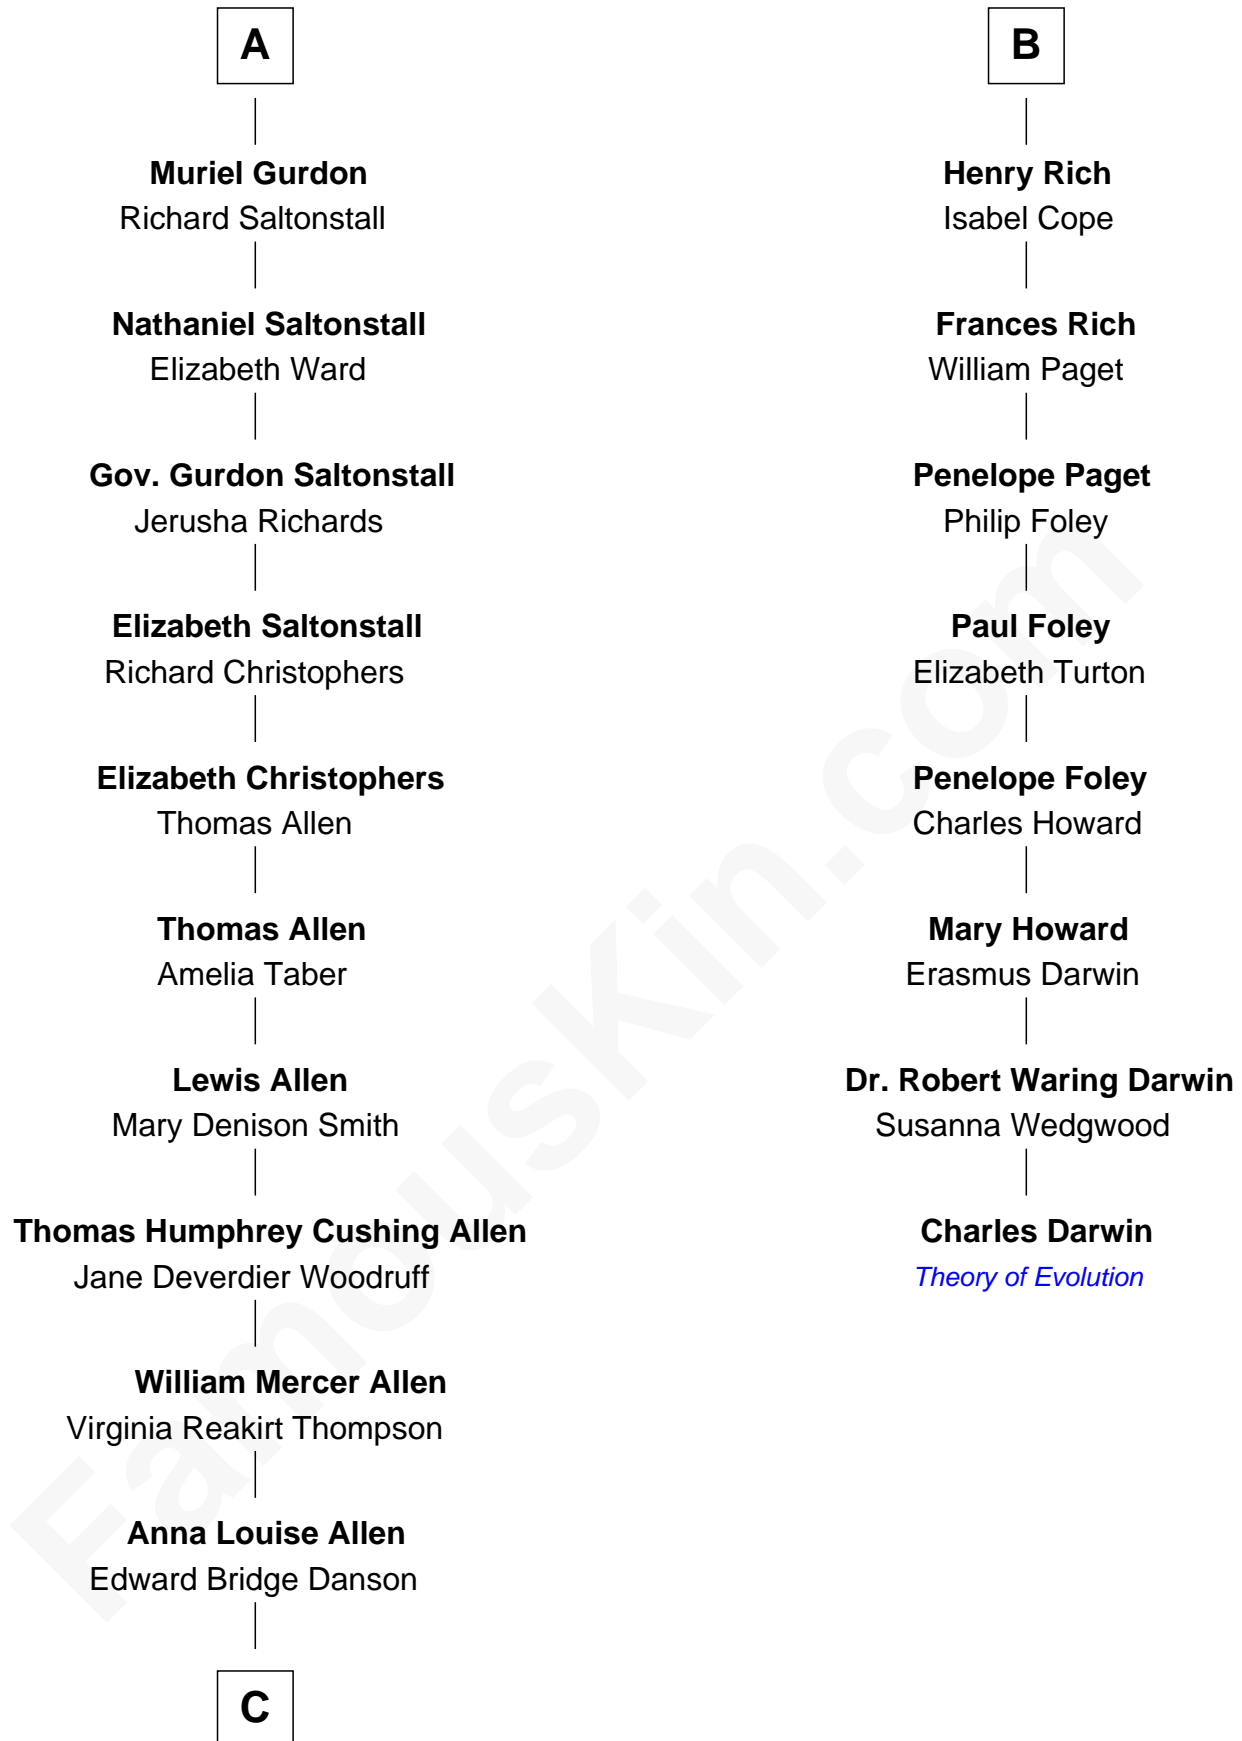 A
Muriel Gurdon
Richard Saltonstall
Nathaniel Saltonstall
Elizabeth Ward
Gov. Gurdon Saltonstall
Jerusha Richards
Elizabeth Saltonstall
Richard Christophers
Elizabeth Christophers
Thomas Allen
Thomas Allen
Amelia Taber
Lewis Allen
Mary Denison Smith
Thomas Humphrey Cushing Allen
Jane Deverdier Woodruff
William Mercer Allen
Virginia Reakirt Thompson
Anna Louise Allen
Edward Bridge Danson
C
B
Henry Rich
Isabel Cope
Frances Rich
William Paget
Penelope Paget
Philip Foley
Paul Foley
Elizabeth Turton
Penelope Foley
Charles Howard
Mary Howard
Erasmus Darwin
Dr. Robert Waring Darwin
Susanna Wedgwood
Charles Darwin
Theory of Evolution
FamousKin.com